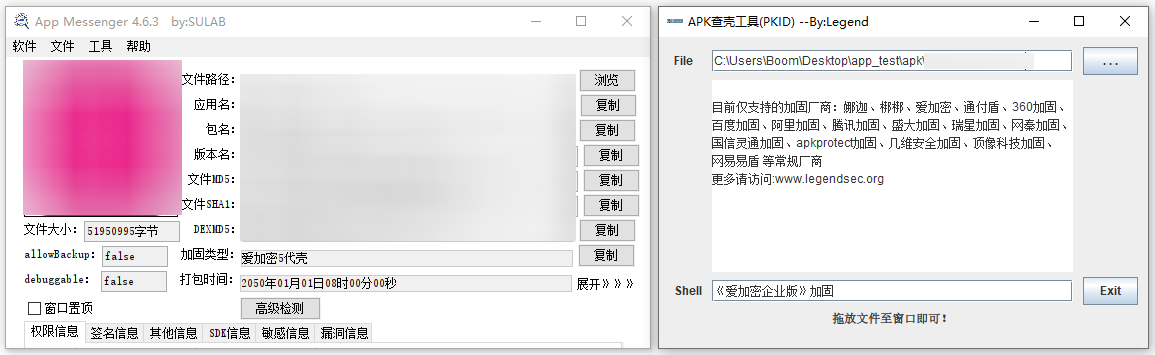 App Messenger 4.6.3 by:SULAB
软件 文件 工具 帮助
文件路径: 浏览
应用名: 复制
包名: 复制
版本名: 复制
文件MD5: 复制
文件SHA1: 复制
文件大小: 51950995字节 DEXMD5: 复制
allowBackup: false 加固类型: 爱加密5代壳 复制
debuggable: false 打包时间: 2050年01月01日08时00分00秒 展开》》》
窗口置顶 高级检测
权限信息 签名信息 其他信息 SDK信息 敏感信息 漏洞信息
APK查壳工具(PKID) --By:Legend
File C:\Users\Boom\Desktop\app_test\apk\ ...
目前仅支持的加固厂商：娜迦、梆梆、爱加密、通付盾、360加固、
百度加固、阿里加固、腾讯加固、盛大加固、瑞星加固、网秦加固、
国信灵通加固、apkprotect加固、几维安全加固、顶像科技加固、
网易易盾 等常规厂商
更多请访问:www.legendsec.org
Shell 《爱加密企业版》加固 Exit
拖放文件至窗口即可！